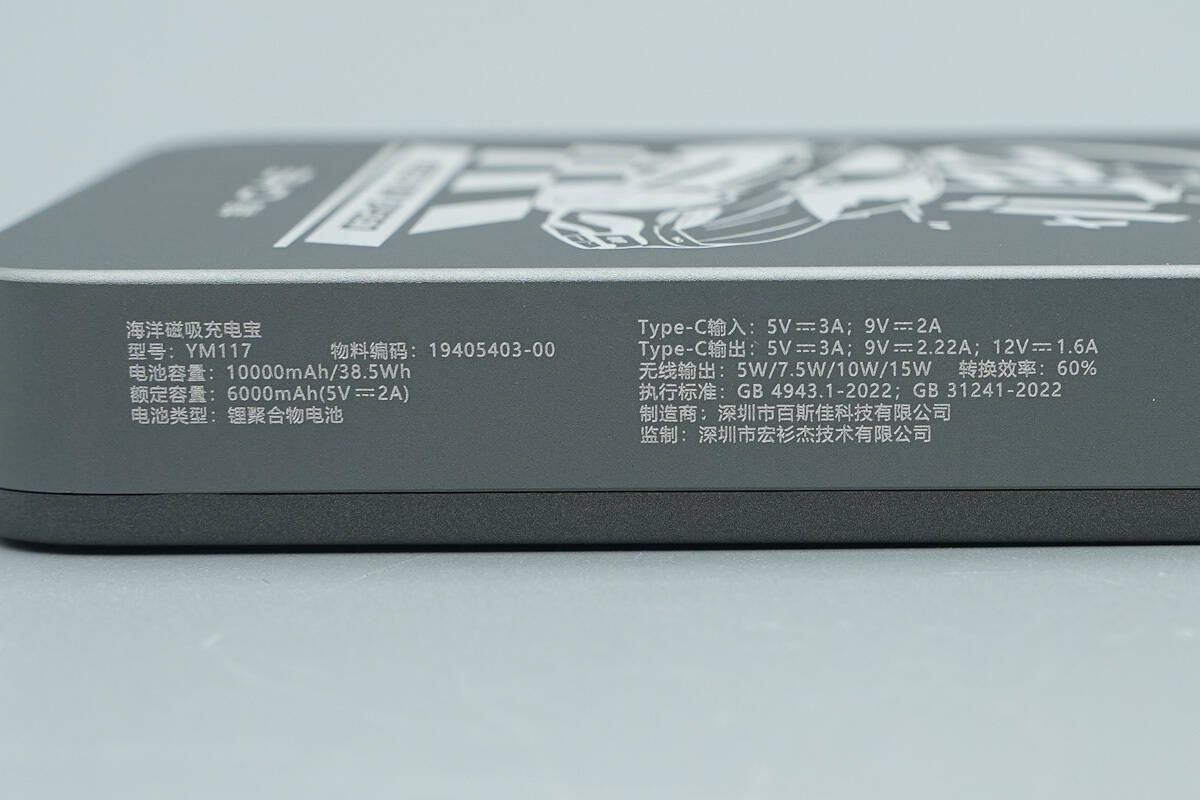 海洋磁吸充电宝
型号：YM117 物料编码：19405403-00
电池容量：10000mAh/38.5Wh
额定容量：6000mAh(5V⎓2A)
电池类型：锂聚合物电池
Type-C输入：5V⎓3A；9V⎓2A
Type-C输出：5V⎓3A；9V⎓2.22A；12V⎓1.6A
无线输出：5W/7.5W/10W/15W 转换效率：60%
执行标准：GB 4943.1-2022；GB 31241-2022
制造商：深圳市百斯佳科技有限公司
监制：深圳市宏衫杰技术有限公司